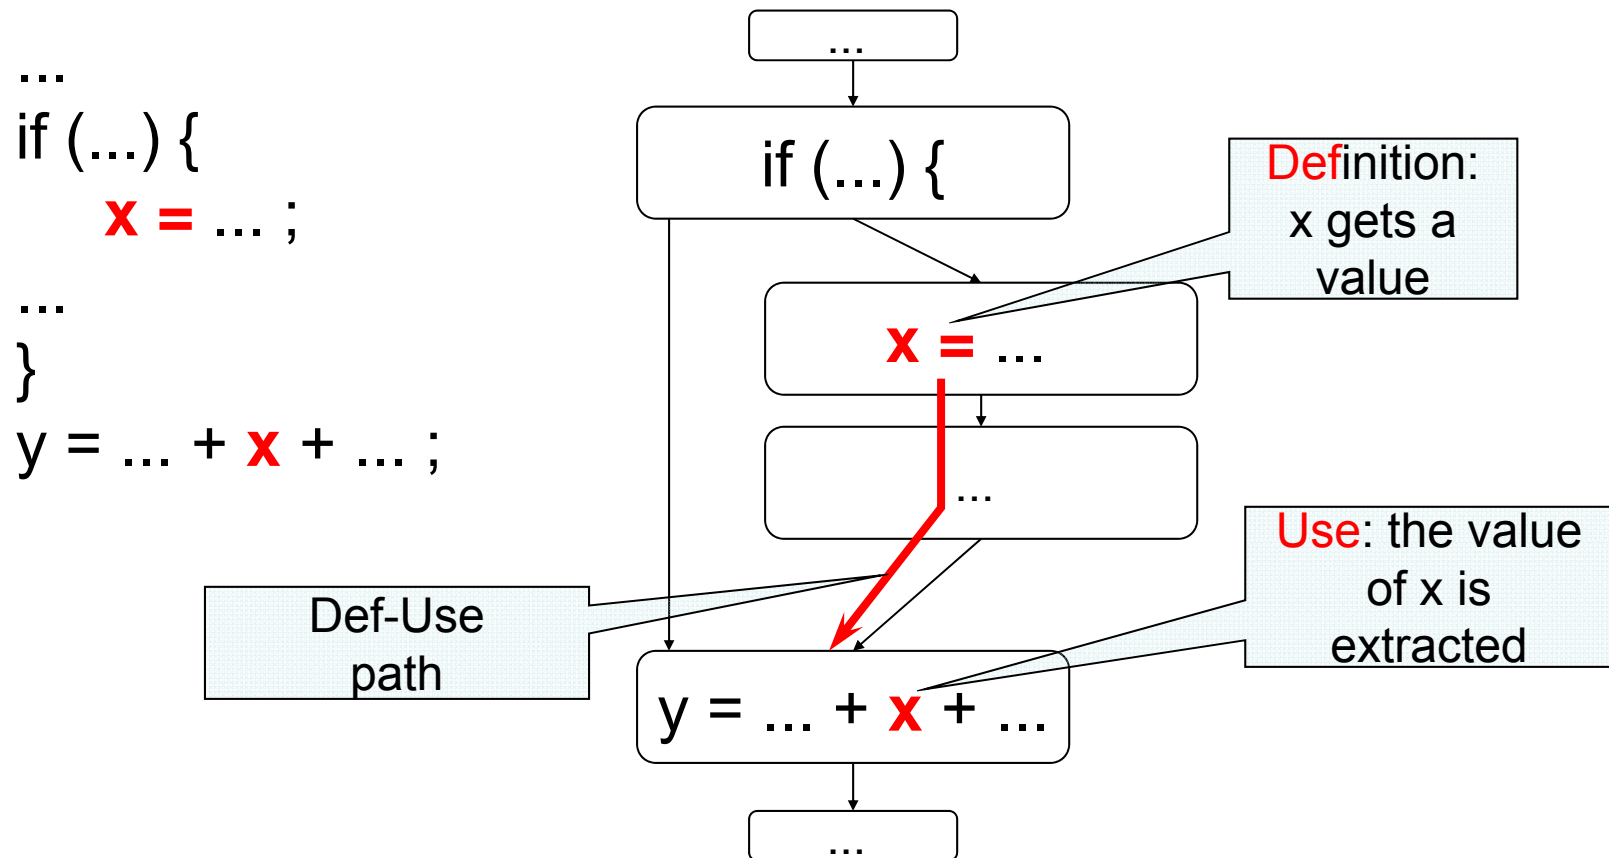 ...
if (...) {
x = ... ;
...
}
y = ... + x + ... ;
...
if (...) {
Definition:
x gets a
value
x = ...
...
Use: the value
of x is
extracted
Def-Use
path
y = ... + x + ...
...